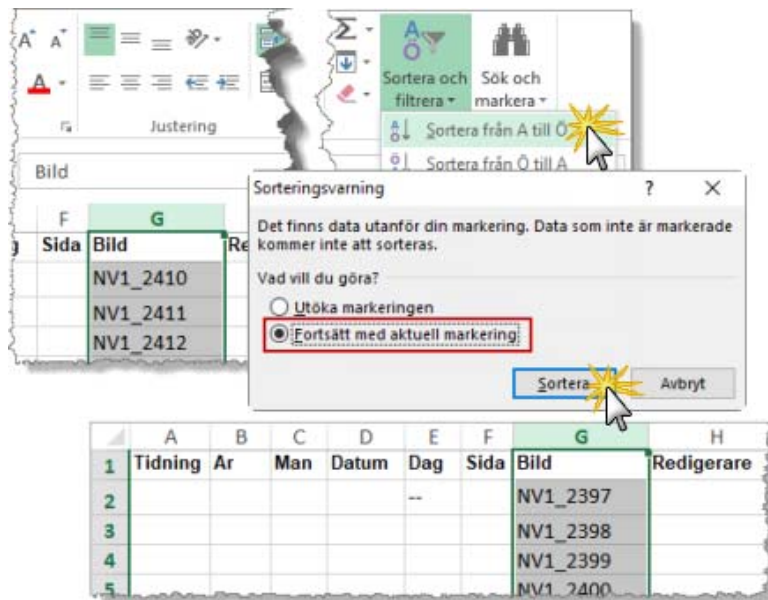 A A
A
Justering
Sortera och
filtrera
Sök och
markera
Sortera från A till Ö
Sortera från Ö till A
Bild
F G
Sida Bild Re
NV1_2410
NV1_2411
NV1_2412
Sorteringsvarning ? ×
Det finns data utanför din markering. Data som inte är markerade
kommer inte att sorteras.
Vad vill du göra?
Utöka markeringen
Fortsätt med aktuell markering
Sortera Avbryt
A B C D E F G H
1 Tidning Ar Man Datum Dag Sida Bild Redigerare
2 -- NV1_2397
3 NV1_2398
4 NV1_2399
5 NV1_2400